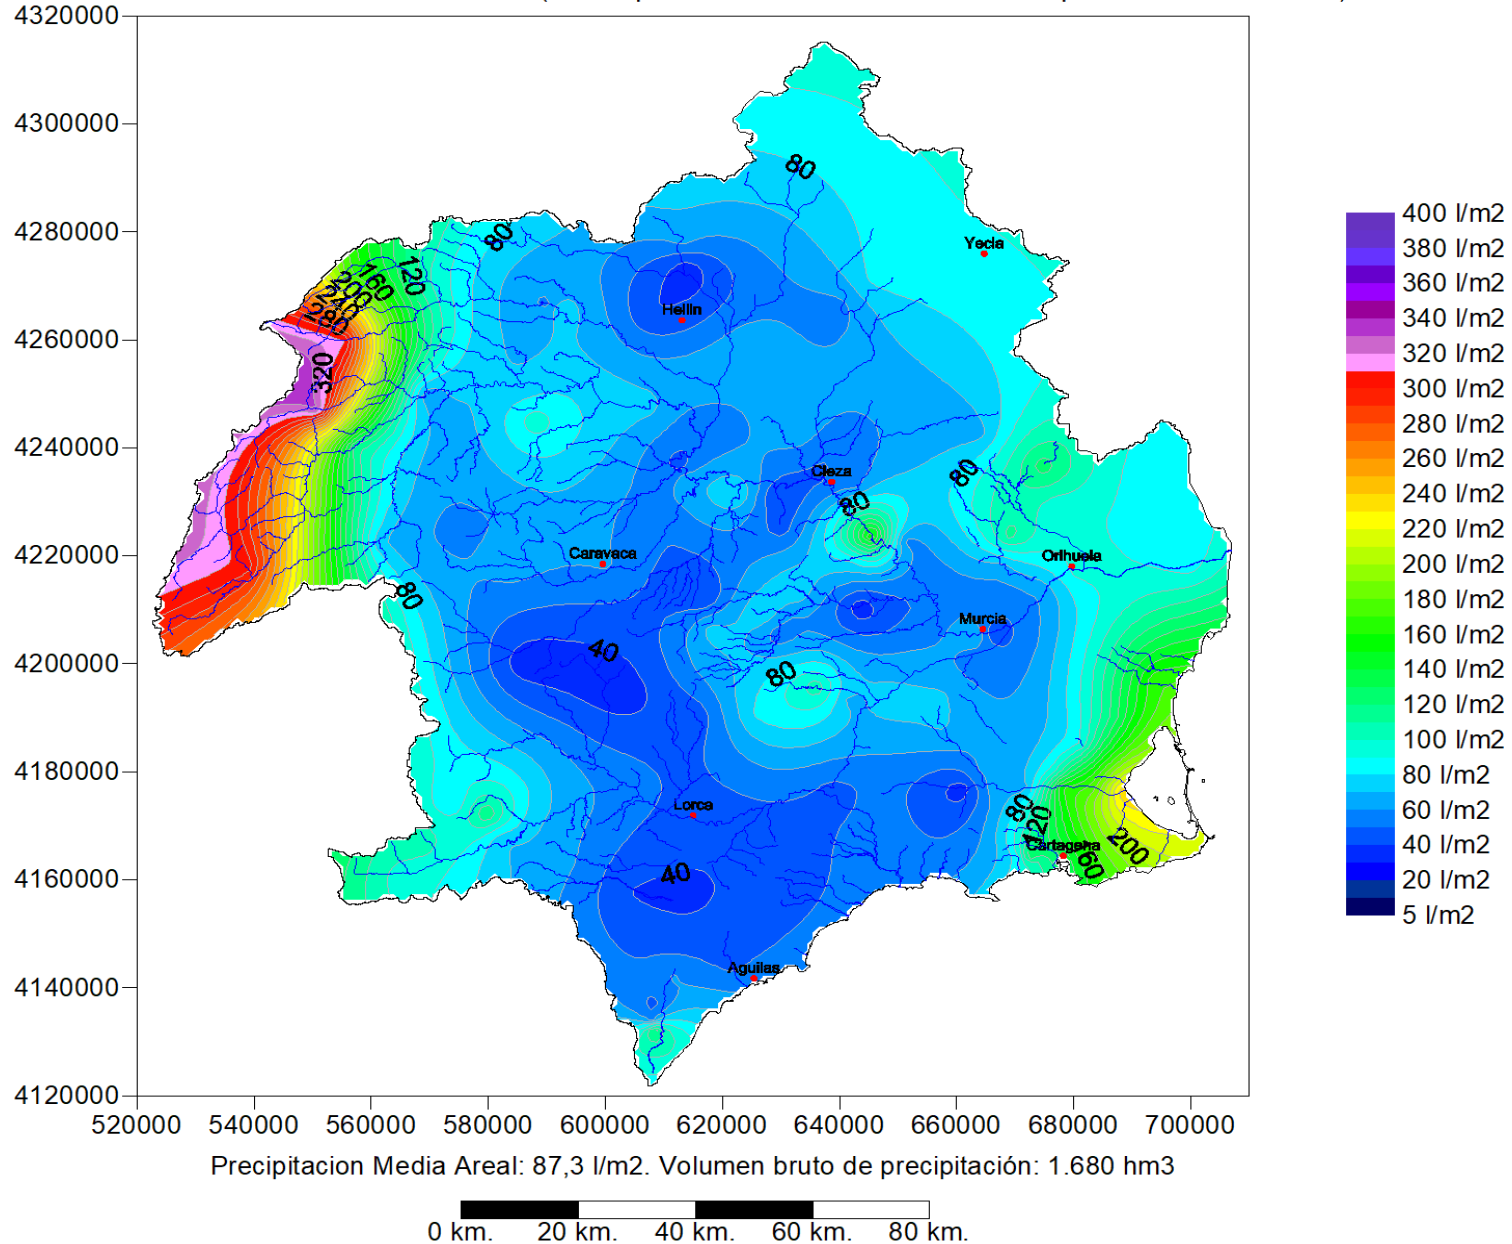 4320000
4300000
4280000
4260000
4240000
4220000
4200000
4180000
4160000
4140000
4120000
520000 540000 560000 580000 600000 620000 640000 660000 680000 700000
80
Yecla
80
120
160
200
240
280
320
Hellin
Cieza
80
80
Caravaca
Orihuela
80
Murcia
40
80
Lorca
80
120
Cartagena
160
200
40
Aguilas
400 l/m2
380 l/m2
360 l/m2
340 l/m2
320 l/m2
300 l/m2
280 l/m2
260 l/m2
240 l/m2
220 l/m2
200 l/m2
180 l/m2
160 l/m2
140 l/m2
120 l/m2
100 l/m2
80 l/m2
60 l/m2
40 l/m2
20 l/m2
5 l/m2
Precipitacion Media Areal: 87,3 l/m2. Volumen bruto de precipitación: 1.680 hm3
0 km. 20 km. 40 km. 60 km. 80 km.